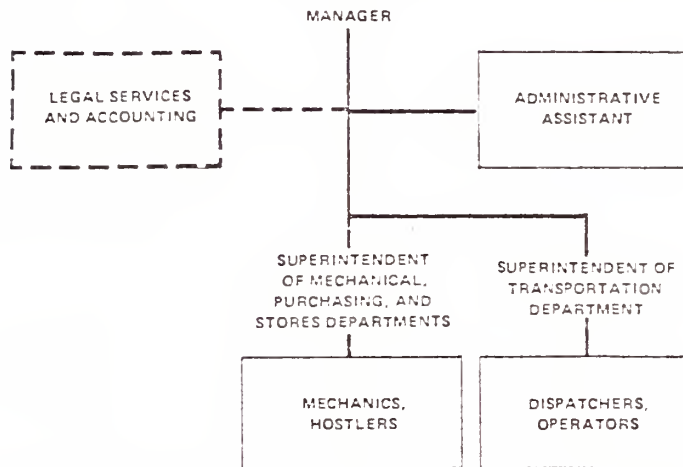 MANAGER
LEGAL SERVICES
AND ACCOUNTING
ADMINISTRATIVE
ASSISTANT
SUPERINTENDENT
OF MECHANICAL,
PURCHASING, AND
STORES DEPARTMENTS
SUPERINTENDENT OF
TRANSPORTATION
DEPARTMENT
MECHANICS,
HOSTLERS
DISPATCHERS,
OPERATORS